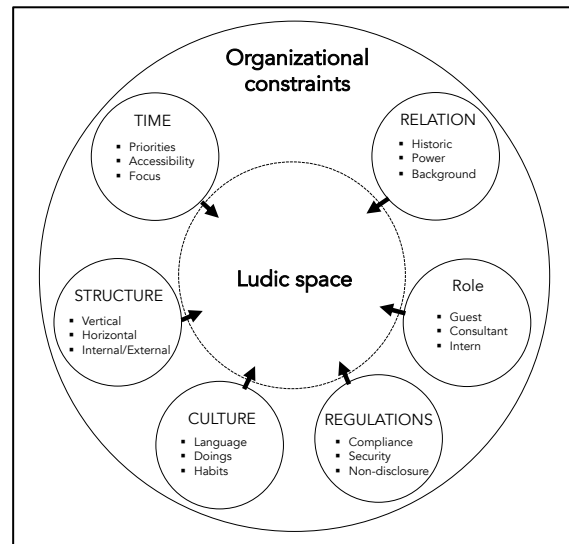 Organizational
constraints
TIME
▪ Priorities
▪ Accessibility
▪ Focus
RELATION
▪ Historic
▪ Power
▪ Background
Ludic space
STRUCTURE
▪ Vertical
▪ Horizontal
▪ Internal/External
Role
▪ Guest
▪ Consultant
▪ Intern
CULTURE
▪ Language
▪ Doings
▪ Habits
REGULATIONS
▪ Compliance
▪ Security
▪ Non-disclosure